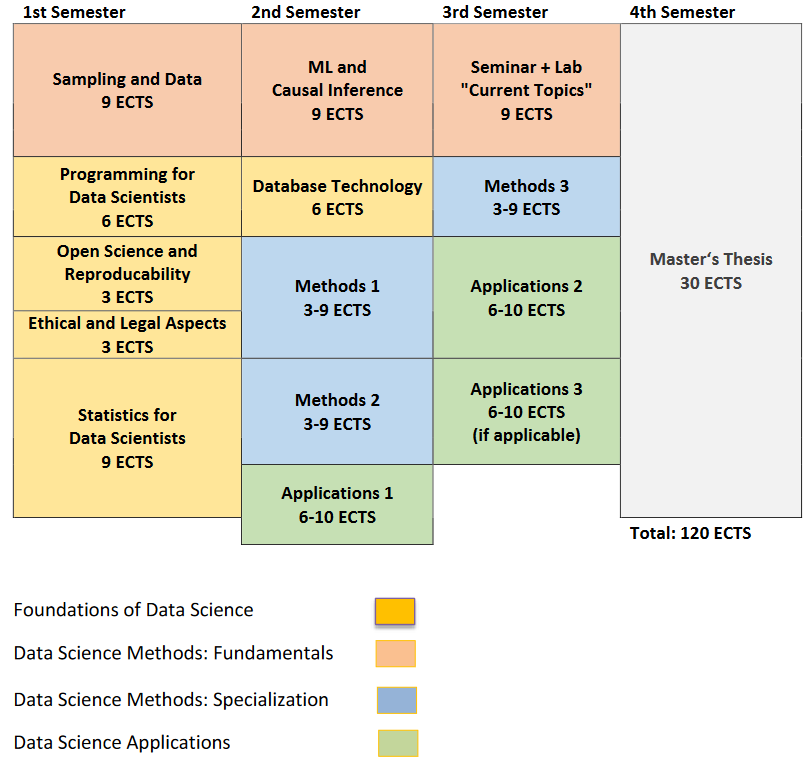 1st Semester
2nd Semester
3rd Semester
4th Semester
Sampling and Data
9 ECTS
ML and
Causal Inference
9 ECTS
Seminar + Lab
"Current Topics"
9 ECTS
Programming for
Data Scientists
6 ECTS
Database Technology
6 ECTS
Methods 3
3-9 ECTS
Open Science and
Reproducability
3 ECTS
Ethical and Legal Aspects
3 ECTS
Methods 1
3-9 ECTS
Applications 2
6-10 ECTS
Master‘s Thesis
30 ECTS
Statistics for
Data Scientists
9 ECTS
Methods 2
3-9 ECTS
Applications 3
6-10 ECTS
(if applicable)
Applications 1
6-10 ECTS
Total: 120 ECTS
Foundations of Data Science
Data Science Methods: Fundamentals
Data Science Methods: Specialization
Data Science Applications